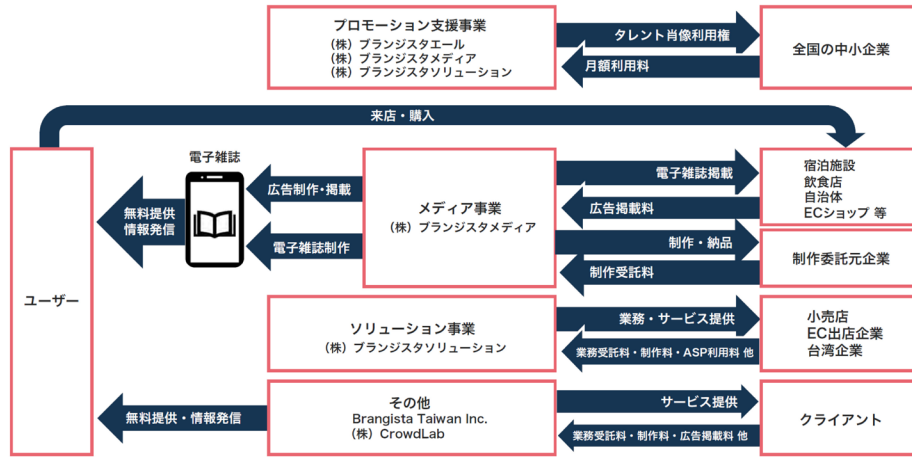 プロモーション支援事業
（株）ブランジスタエール
（株）ブランジスタメディア
（株）ブランジスタソリューション
タレント肖像利用権
月額利用料
全国の中小企業
来店・購入
ユーザー
無料提供
情報発信
電子雑誌
広告制作・掲載
電子雑誌制作
メディア事業
（株）ブランジスタメディア
電子雑誌掲載
広告掲載料
宿泊施設
飲食店
自治体
ECショップ 等
制作・納品
制作受託料
制作委託元企業
ソリューション事業
（株）ブランジスタソリューション
業務・サービス提供
業務受託料・制作料・ASP利用料 他
小売店
EC出店企業
台湾企業
無料提供・情報発信
その他
Brangista Taiwan Inc.
（株）CrowdLab
サービス提供
業務受託料・制作料・広告掲載料 他
クライアント